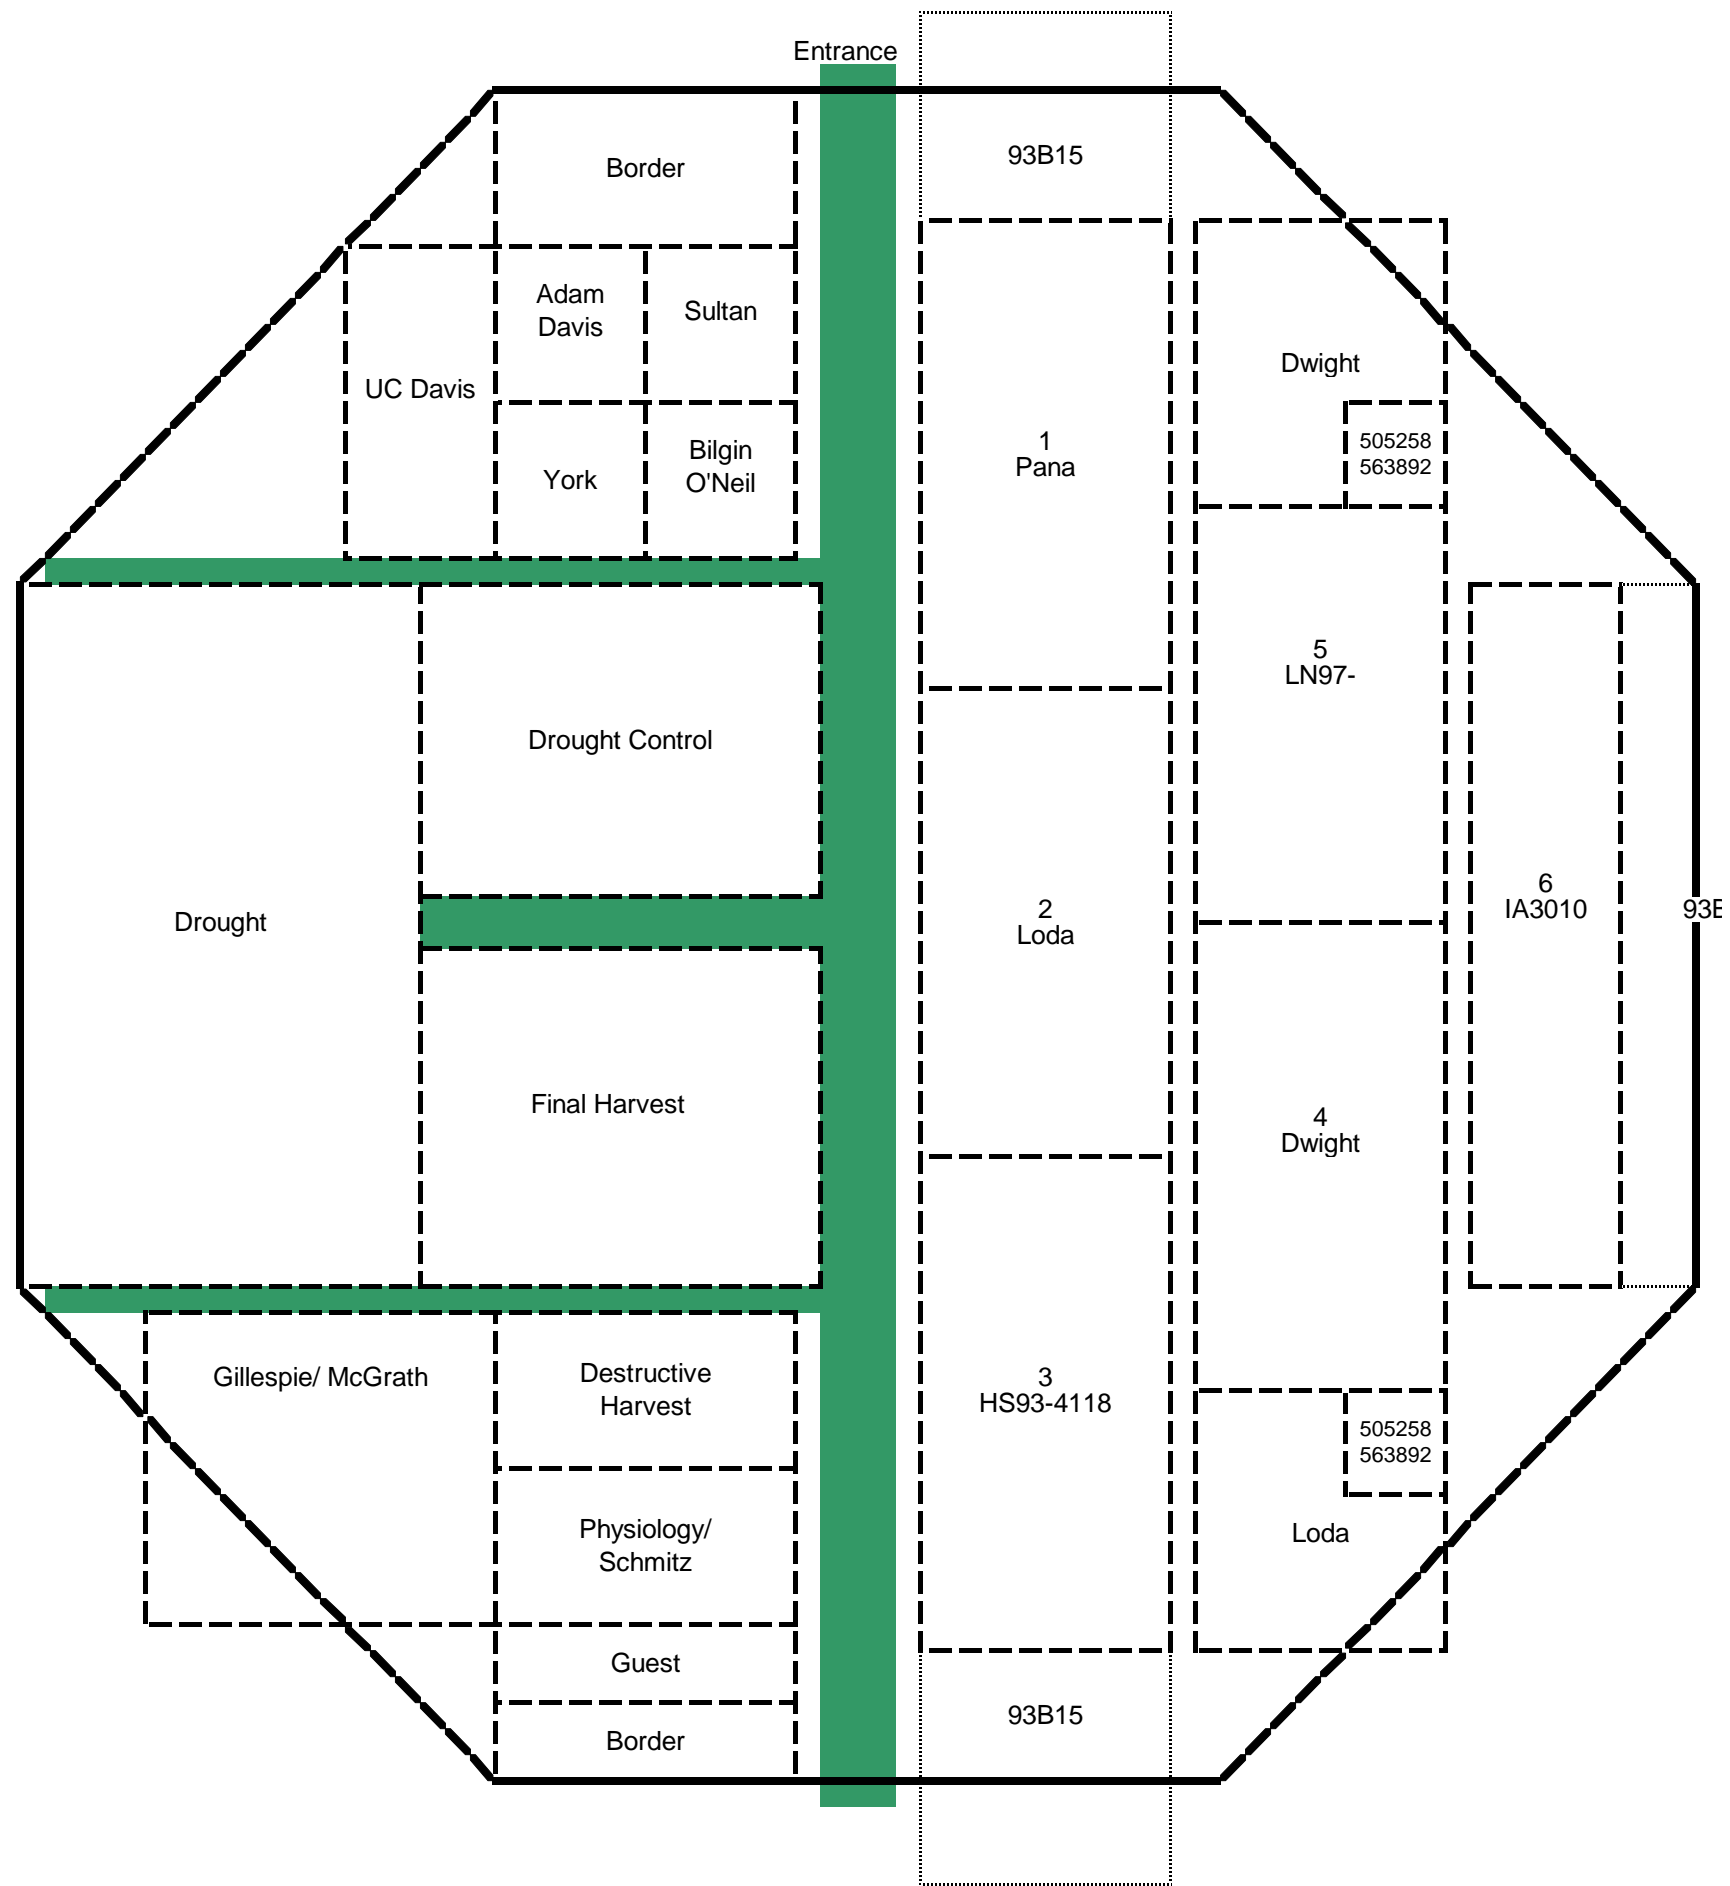 Entrance
Border
93B15
Adam
Davis
Sultan
UC Davis
York
Bilgin
O'Neil
Dwight
505258
563892
1
Pana
5
LN97-
Drought Control
Drought
2
Loda
6
IA3010
93B
Final Harvest
4
Dwight
Gillespie/ McGrath
Destructive
Harvest
3
HS93-4118
505258
563892
Physiology/
Schmitz
Loda
Guest
Border
93B15